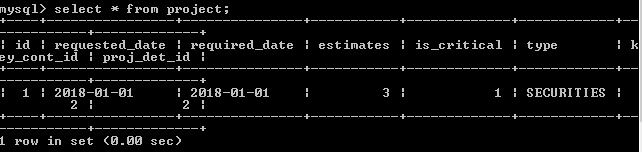 mysql> select * from project;
+----+----------------+---------------+-----------+-------------+------------+--
---------------+-------------+
| id | requested_date | required_date | estimates | is_critical | type       | k
ey_cont_id | proj_det_id |
+----+----------------+---------------+-----------+-------------+------------+--
---------------+-------------+
|  1 | 2018-01-01     | 2018-01-01    |         3 |           1 | SECURITIES |
         2 |           2 |
+----+----------------+---------------+-----------+-------------+------------+--
---------------+-------------+
1 row in set (0.00 sec)